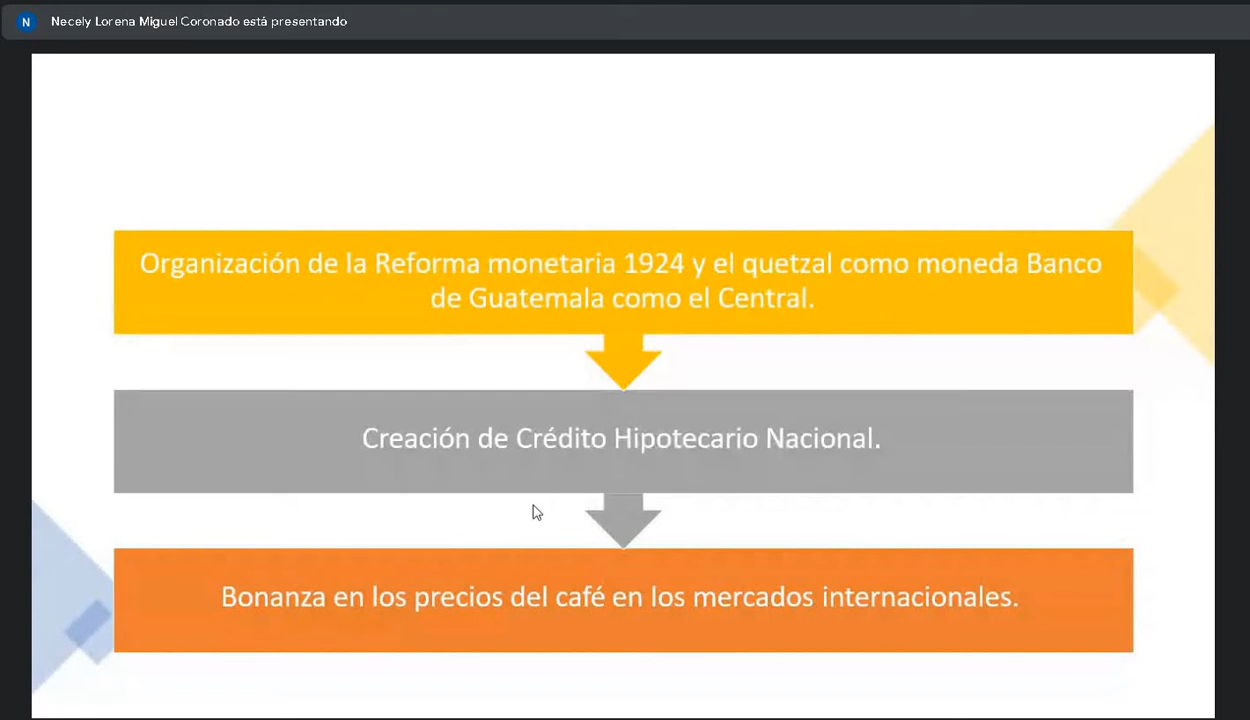 N
Necely Lorena Miguel Coronado está presentando
Organización de la Reforma monetaria 1924 y el quetzal como moneda Banco
de Guatemala como el Central.
Creación de Crédito Hipotecario Nacional.
Bonanza en los precios del café en los mercados internacionales.